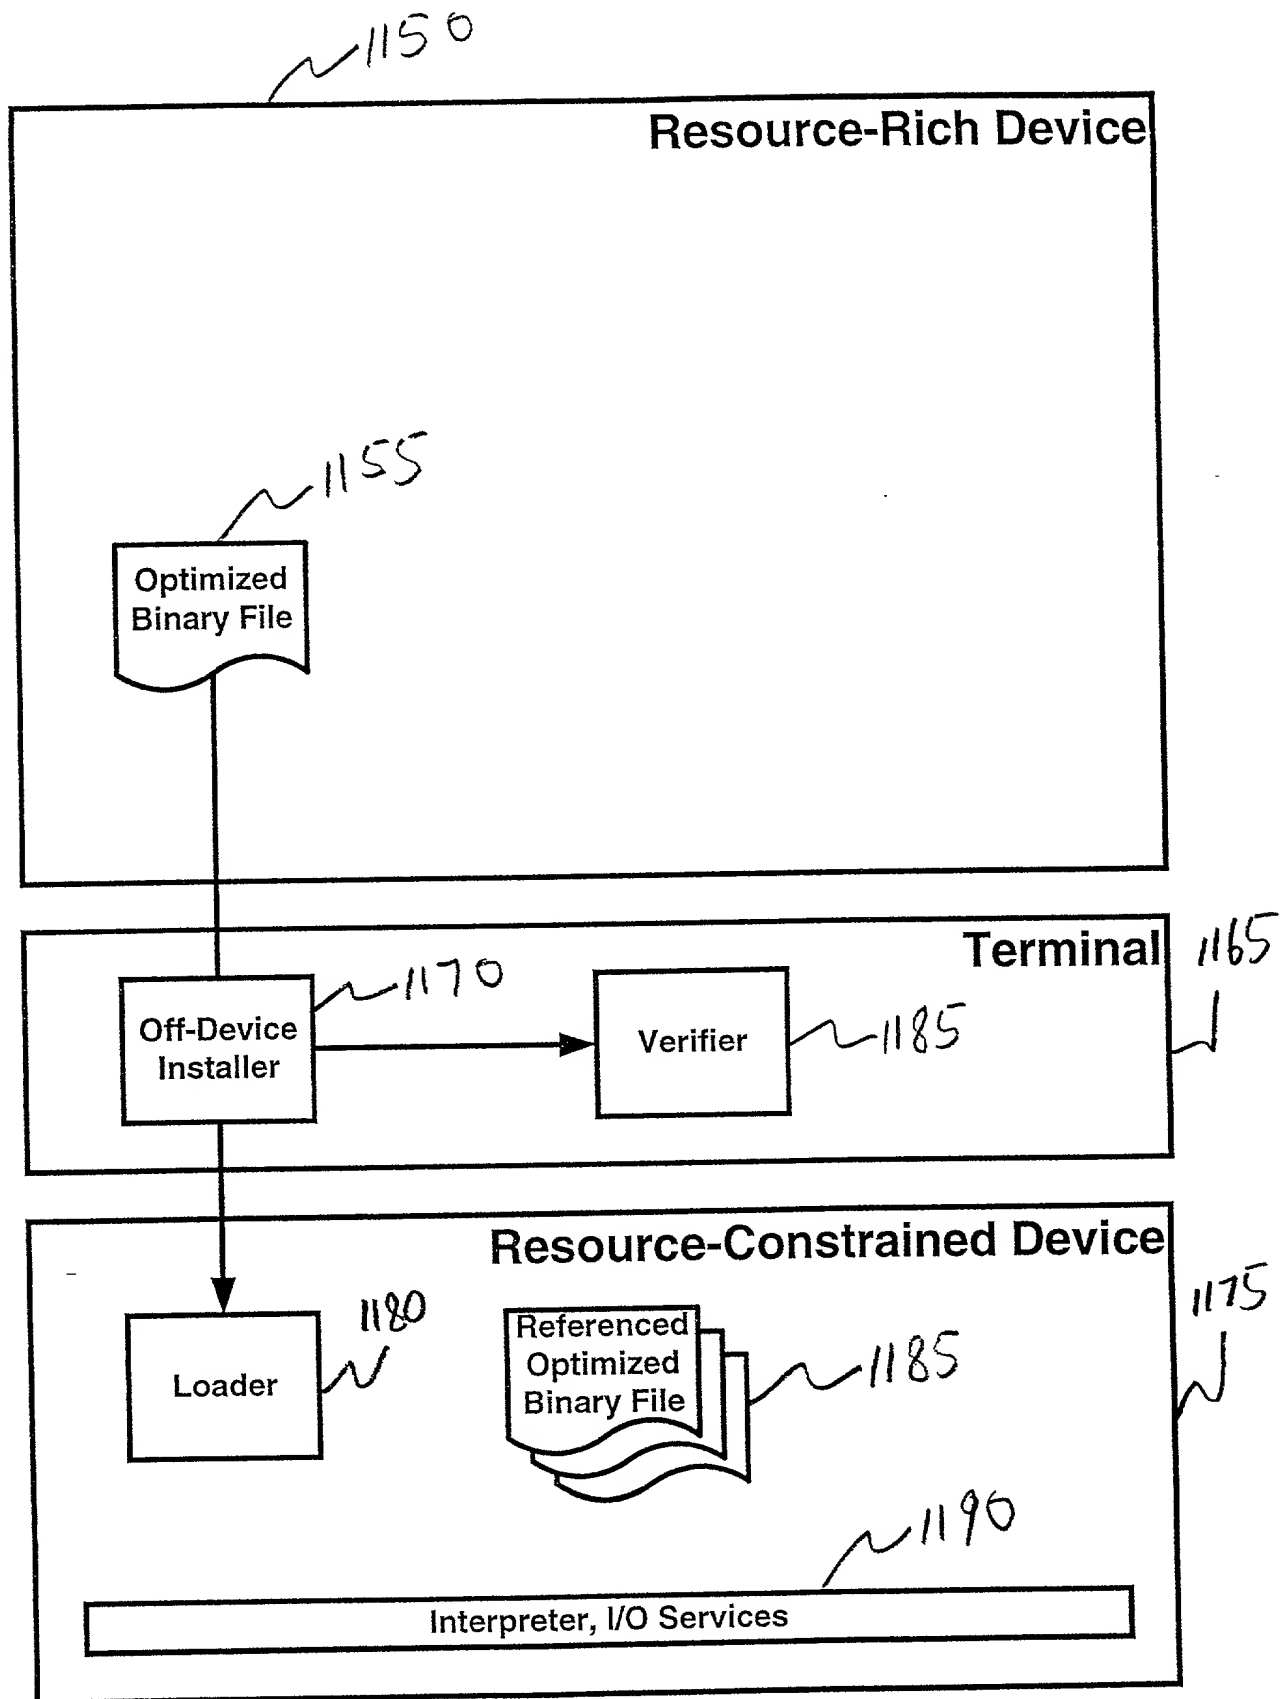 1150
Resource-Rich Device
1155
Optimized
Binary File
Terminal
1165
1170
Off-Device
Installer
Verifier
1185
Resource-Constrained Device
1175
1180
Loader
Referenced
Optimized
Binary File
1185
1190
Interpreter, I/O Services